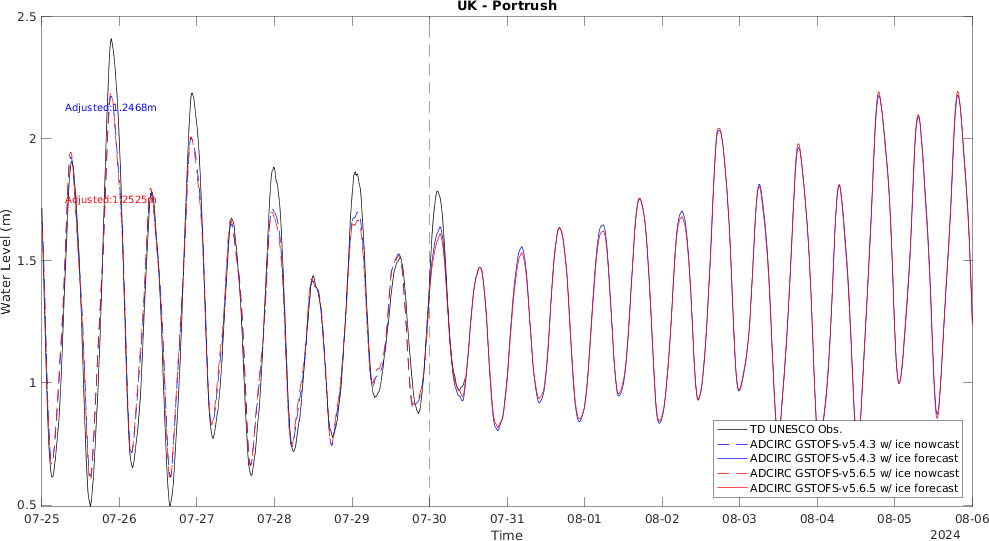 UK - Portrush
2.5
Adjusted:1.2468m
2
Adjusted:1.2525m
Water Level (m)
1.5
1
0.5
TD UNESCO Obs.
ADCIRC GSTOFS-v5.4.3 w/ ice nowcast
ADCIRC GSTOFS-v5.4.3 w/ ice forecast
ADCIRC GSTOFS-v5.6.5 w/ ice nowcast
ADCIRC GSTOFS-v5.6.5 w/ ice forecast
07-25 07-26 07-27 07-28 07-29 07-30 07-31 08-01 08-02 08-03 08-04 08-05 08-06
Time
2024